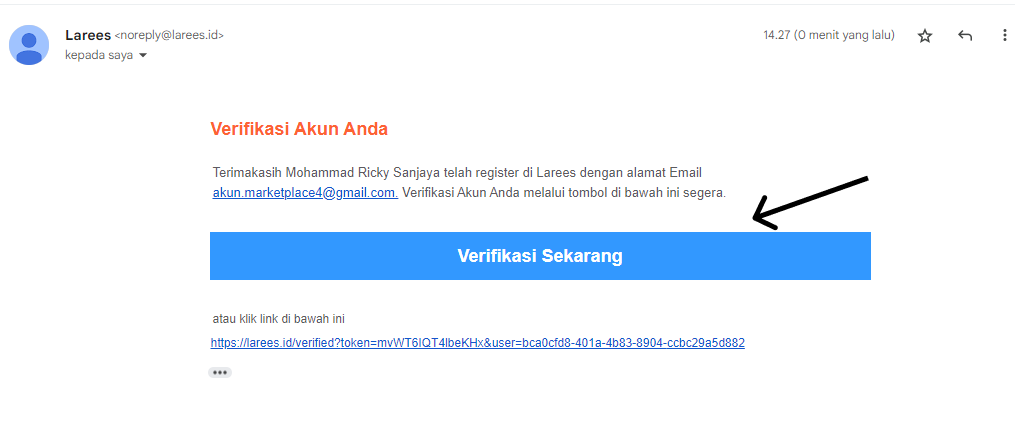 Larees <noreply@larees.id> 14.27 (0 menit yang lalu)
kepada saya
Verifikasi Akun Anda
Terimakasih Mohammad Ricky Sanjaya telah register di Larees dengan alamat Email
akun.marketplace4@gmail.com. Verifikasi Akun Anda melalui tombol di bawah ini segera.
Verifikasi Sekarang
atau klik link di bawah ini
https://larees.id/verified?token=mvWT6IQT4lbeKHx&user=bca0cfd8-401a-4b83-8904-ccbc29a5d882